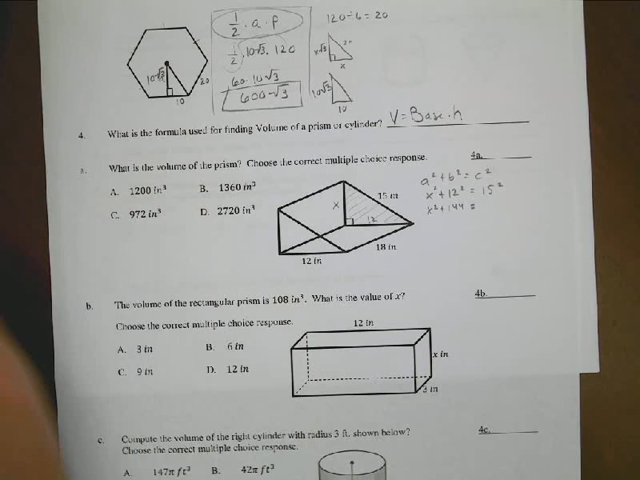 1/2 · a · p
1/2 · 10√3 · 120
60 · 10√3
600√3
120÷6 = 20
x√3
x
10√3
10
10√3
20
10
4. What is the formula used for finding Volume of a prism or cylinder? V = Base · h
a. What is the volume of the prism? Choose the correct multiple choice response. 4a.
A. 1200 in³ B. 1360 in³
C. 972 in³ D. 2720 in³
a² + b² = c²
x² + 12² = 15²
x² + 144 =
x
15 in
12
18 in
12 in
b. The volume of the rectangular prism is 108 in³. What is the value of x? 4b.
Choose the correct multiple choice response.
A. 3 in B. 6 in
C. 9 in D. 12 in
12 in
x in
3 in
c. Compute the volume of the right cylinder with radius 3 ft. shown below? 4c.
Choose the correct multiple choice response.
A. 147π ft³ B. 42π ft³